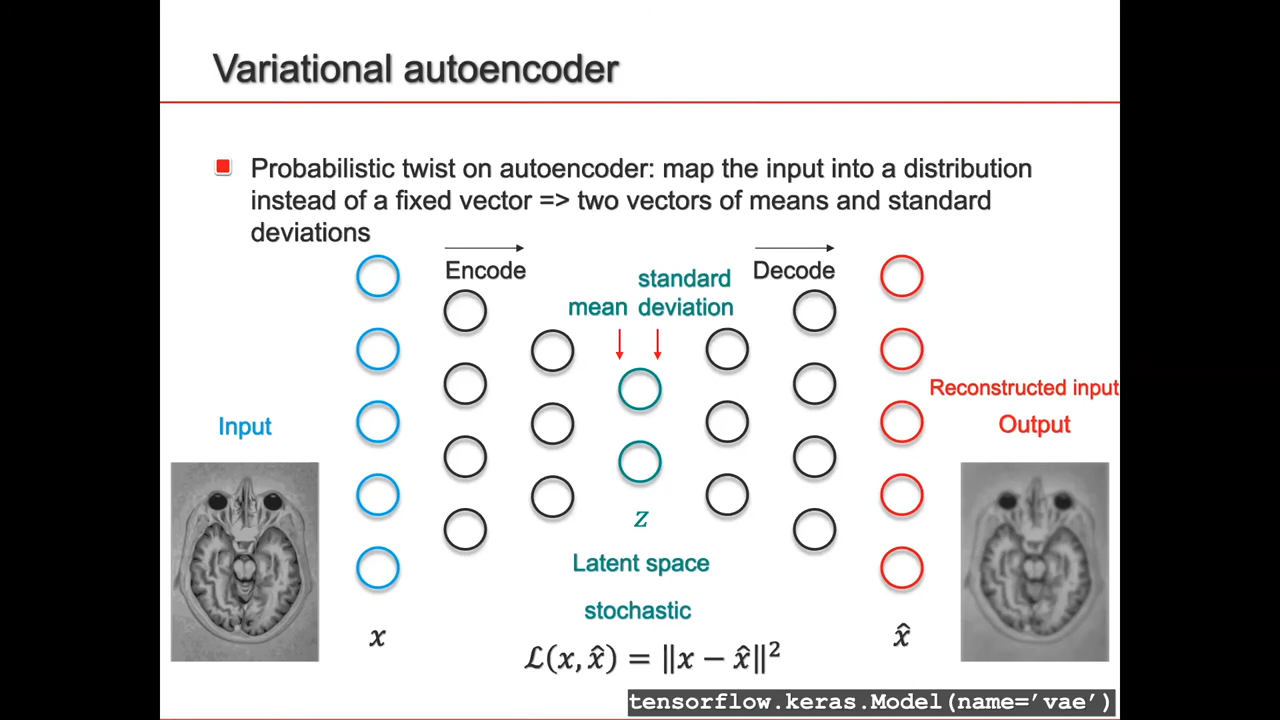 Variational autoencoder
Probabilistic twist on autoencoder: map the input into a distribution
instead of a fixed vector => two vectors of means and standard
deviations
Encode
Decode
standard
mean deviation
Reconstructed input
Input
Output
z
Latent space
stochastic
x
x̂
ℒ(x, x̂) = ‖x − x̂‖²
tensorflow.keras.Model(name=’vae’)